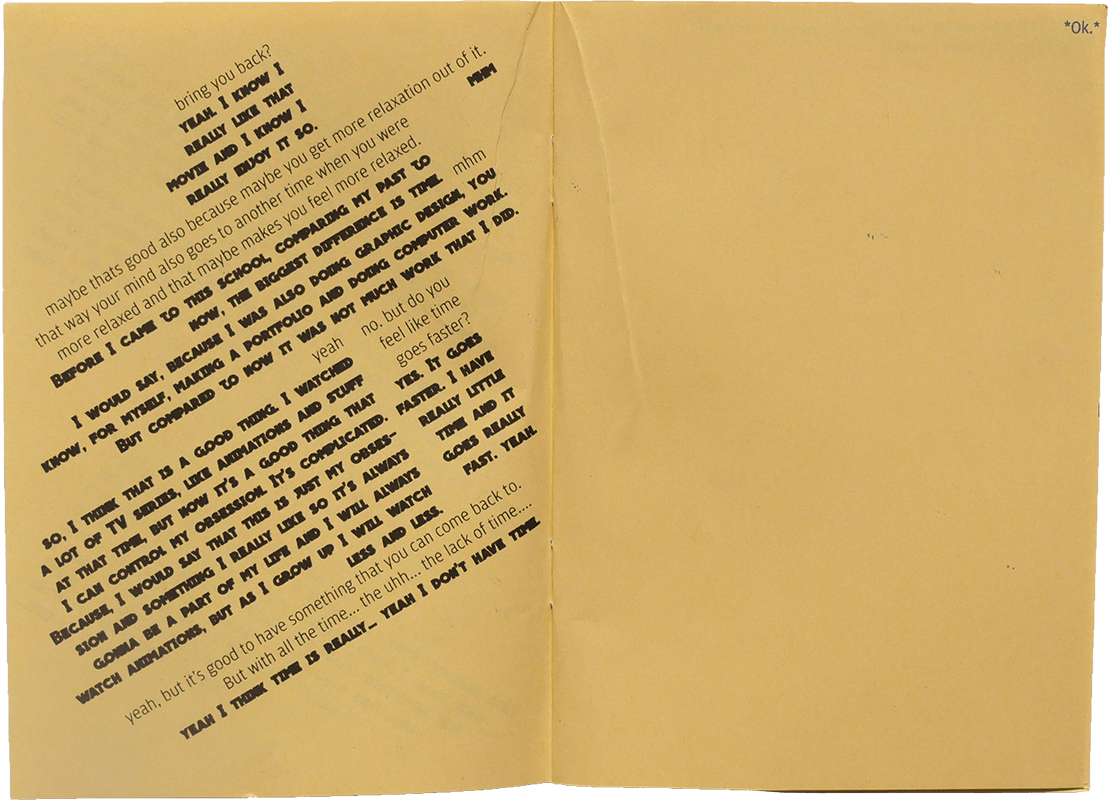 bring you back?
YEAH. I KNOW I
REALLY LIKE THAT
MOVIE AND I KNOW I
REALLY ENJOY IT SO.
maybe thats good also because maybe you get more relaxation out of it.
MHM
that way your mind also goes to another time when you were
more relaxed and that maybe makes you feel more relaxed.
mhm
BEFORE I CAME TO THIS SCHOOL, COMPARING MY PAST TO
NOW, THE BIGGEST DIFFERENCE IS TIME.
I WOULD SAY, BECAUSE I WAS ALSO DOING GRAPHIC DESIGN, YOU
KNOW, FOR MYSELF, MAKING A PORTFOLIO AND DOING COMPUTER WORK.
BUT COMPARED TO NOW IT WAS NOT MUCH WORK THAT I DID.
yeah
no. but do you
feel like time
goes faster?
YES. IT GOES
FASTER. I HAVE
REALLY LITTLE
TIME AND IT
GOES REALLY
FAST. YEAH.
SO, I THINK THAT IS A GOOD THING. I WATCHED
A LOT OF TV SERIES, LIKE ANIMATIONS AND STUFF
AT THAT TIME, BUT NOW IT'S A GOOD THING THAT
I CAN CONTROL MY OBSESSION. IT'S COMPLICATED.
BECAUSE, I WOULD SAY THAT THIS IS JUST MY OBSES-
SION AND SOMETHING I REALLY LIKE SO IT'S ALWAYS
GONNA BE A PART OF MY LIFE AND I WILL ALWAYS
WATCH ANIMATIONS, BUT AS I GROW UP I WILL WATCH
LESS AND LESS.
yeah, but it's good to have something that you can come back to.
But with all the time... the uhh... the lack of time....
YEAH I THINK TIME IS REALLY... YEAH I DON'T HAVE TIME.
*Ok.*